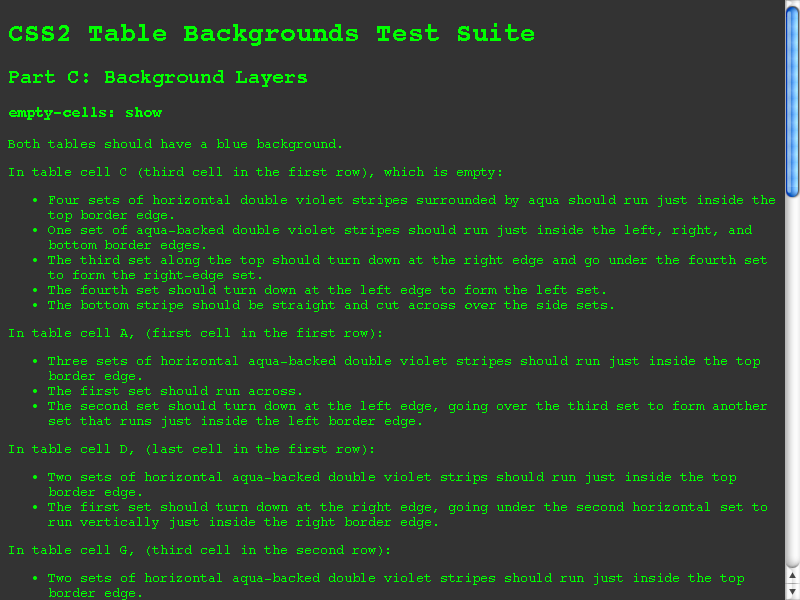 CSS2 Table Backgrounds Test Suite
Part C: Background Layers
empty-cells: show
Both tables should have a blue background.
In table cell C (third cell in the first row), which is empty:
• Four sets of horizontal double violet stripes surrounded by aqua should run just inside the
top border edge.
• One set of aqua-backed double violet stripes should run just inside the left, right, and
bottom border edges.
• The third set along the top should turn down at the right edge and go under the fourth set
to form the right-edge set.
• The fourth set should turn down at the left edge to form the left set.
• The bottom stripe should be straight and cut across over the side sets.
In table cell A, (first cell in the first row):
• Three sets of horizontal aqua-backed double violet stripes should run just inside the top
border edge.
• The first set should run across.
• The second set should turn down at the left edge, going over the third set to form another
set that runs just inside the left border edge.
In table cell D, (last cell in the first row):
• Two sets of horizontal aqua-backed double violet strips should run just inside the top
border edge.
• The first set should turn down at the right edge, going under the second horizontal set to
run vertically just inside the right border edge.
In table cell G, (third cell in the second row):
• Two sets of horizontal aqua-backed double violet stripes should run just inside the top
border edge.